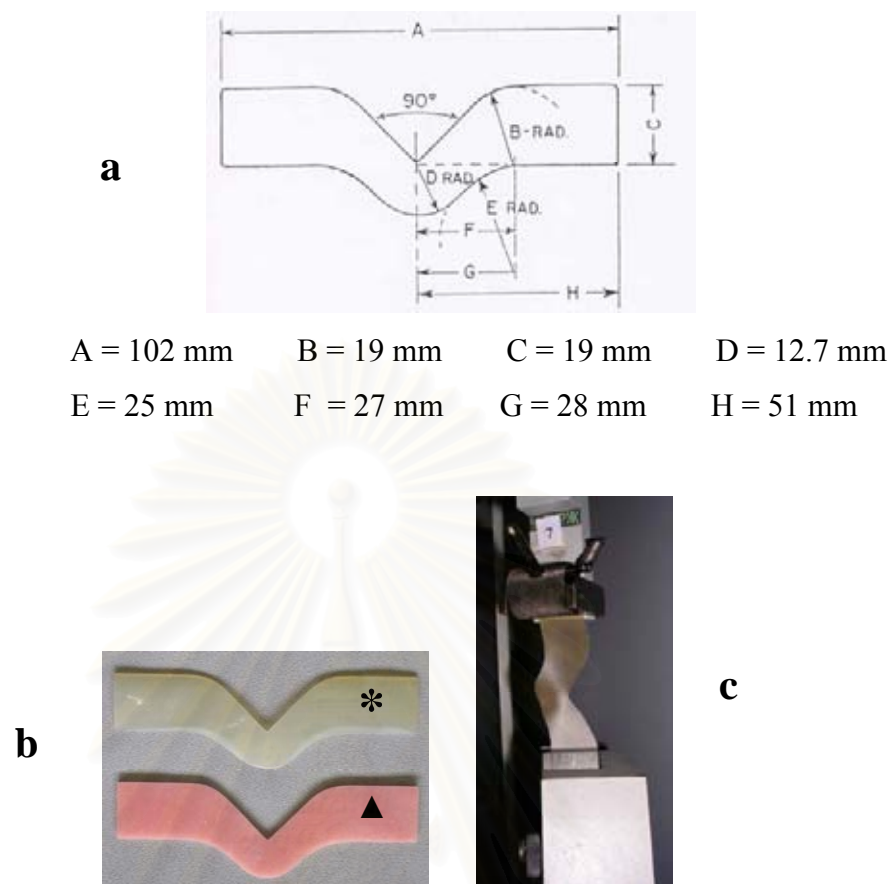 A
90°
B-RAD.
C
a
D RAD.
E RAD.
F
G
H
A = 102 mm B = 19 mm C = 19 mm D = 12.7 mm
E = 25 mm F = 27 mm G = 28 mm H = 51 mm
7
c
b